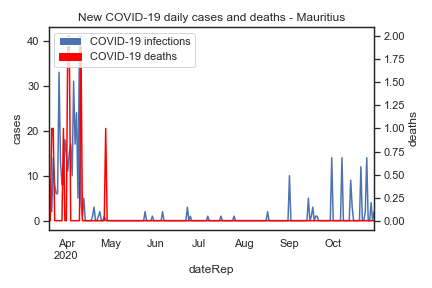 New COVID-19 daily cases and deaths - Mauritius
COVID-19 infections
COVID-19 deaths
40
30
20
10
0
cases
2.00
1.75
1.50
1.25
1.00
0.75
0.50
0.25
0.00
deaths
Apr May Jun Jul Aug Sep Oct
2020
dateRep